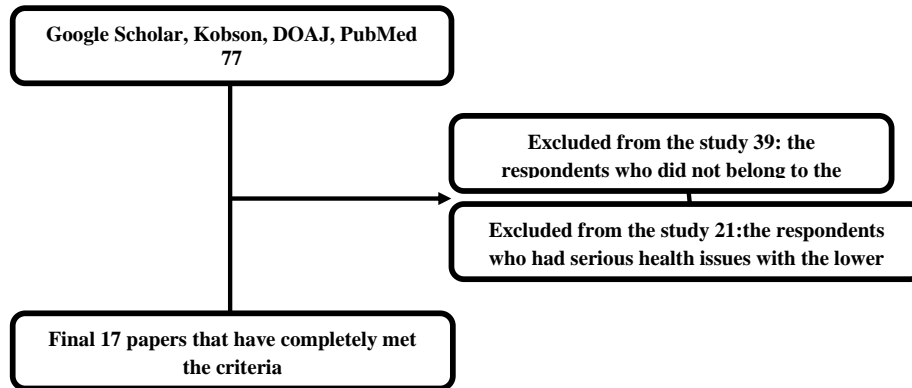 Google Scholar, Kobson, DOAJ, PubMed
77
Excluded from the study 39: the
respondents who did not belong to the
Excluded from the study 21:the respondents
who had serious health issues with the lower
Final 17 papers that have completely met
the criteria